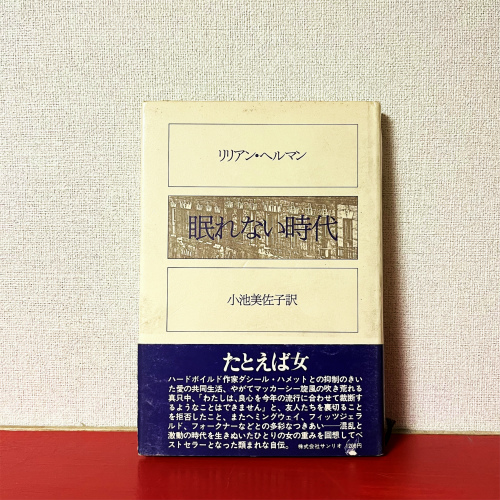 リリアン・ヘルマン
眠れない時代
小池美佐子訳
たとえば女
ハードボイルド作家ダシール・ハメットとの抑制のきい
た愛の共同生活、やがてマッカーシー旋風の吹き荒れる
真只中、「わたしは、良心を今年の流行に合わせて裁断す
るようなことはできません」と、友人たちを裏切ること
を拒否したこと、またヘミングウェイ、フィッツジェラ
ルド、フォークナーなどとの多彩なつきあい――混乱と
激動の時代を生きぬいたひとりの女の重みを回想してベ
ストセラーとなった類まれな自伝。 株式会社サンリオ 1200円